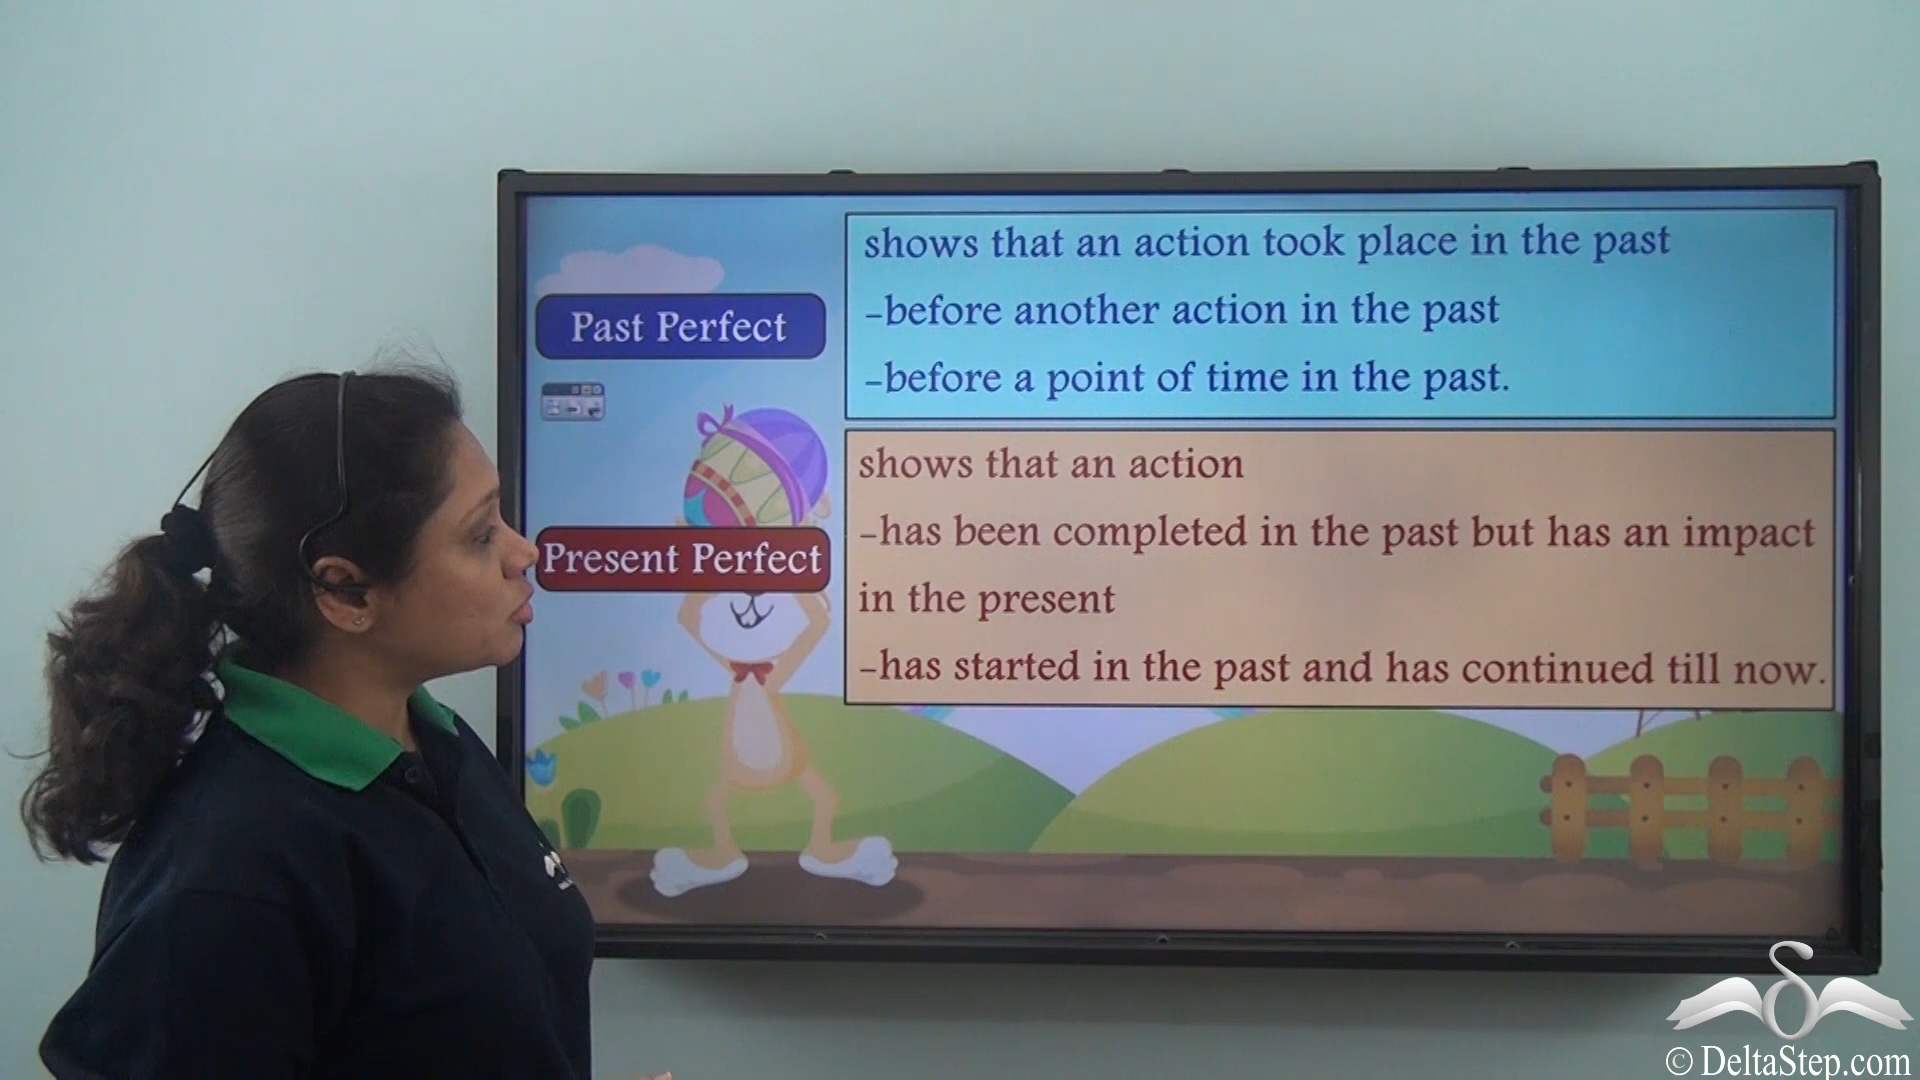 shows that an action took place in the past
-before another action in the past
Past Perfect
-before a point of time in the past.
shows that an action
-has been completed in the past but has an impact
Present Perfect
in the present
-has started in the past and has continued till now.
© DeltaStep.com